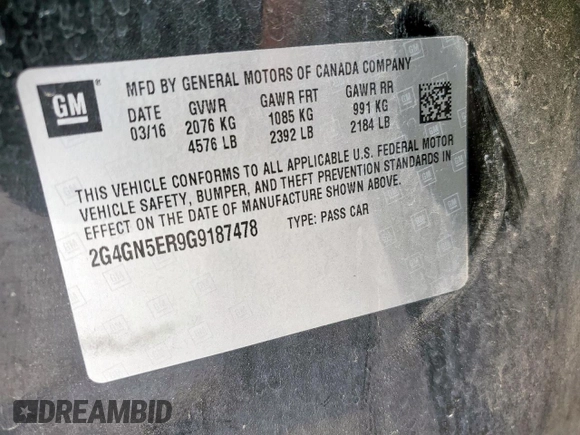 GM
MFD BY GENERAL MOTORS OF CANADA COMPANY
DATE GVWR GAWR FRT GAWR RR
03/16 2076 KG 1085 KG 991 KG
4576 LB 2392 LB 2184 LB
THIS VEHICLE CONFORMS TO ALL APPLICABLE U.S. FEDERAL MOTOR
VEHICLE SAFETY, BUMPER, AND THEFT PREVENTION STANDARDS IN
EFFECT ON THE DATE OF MANUFACTURE SHOWN ABOVE.
2G4GN5ER9G9187478 TYPE: PASS CAR
DREAMBID